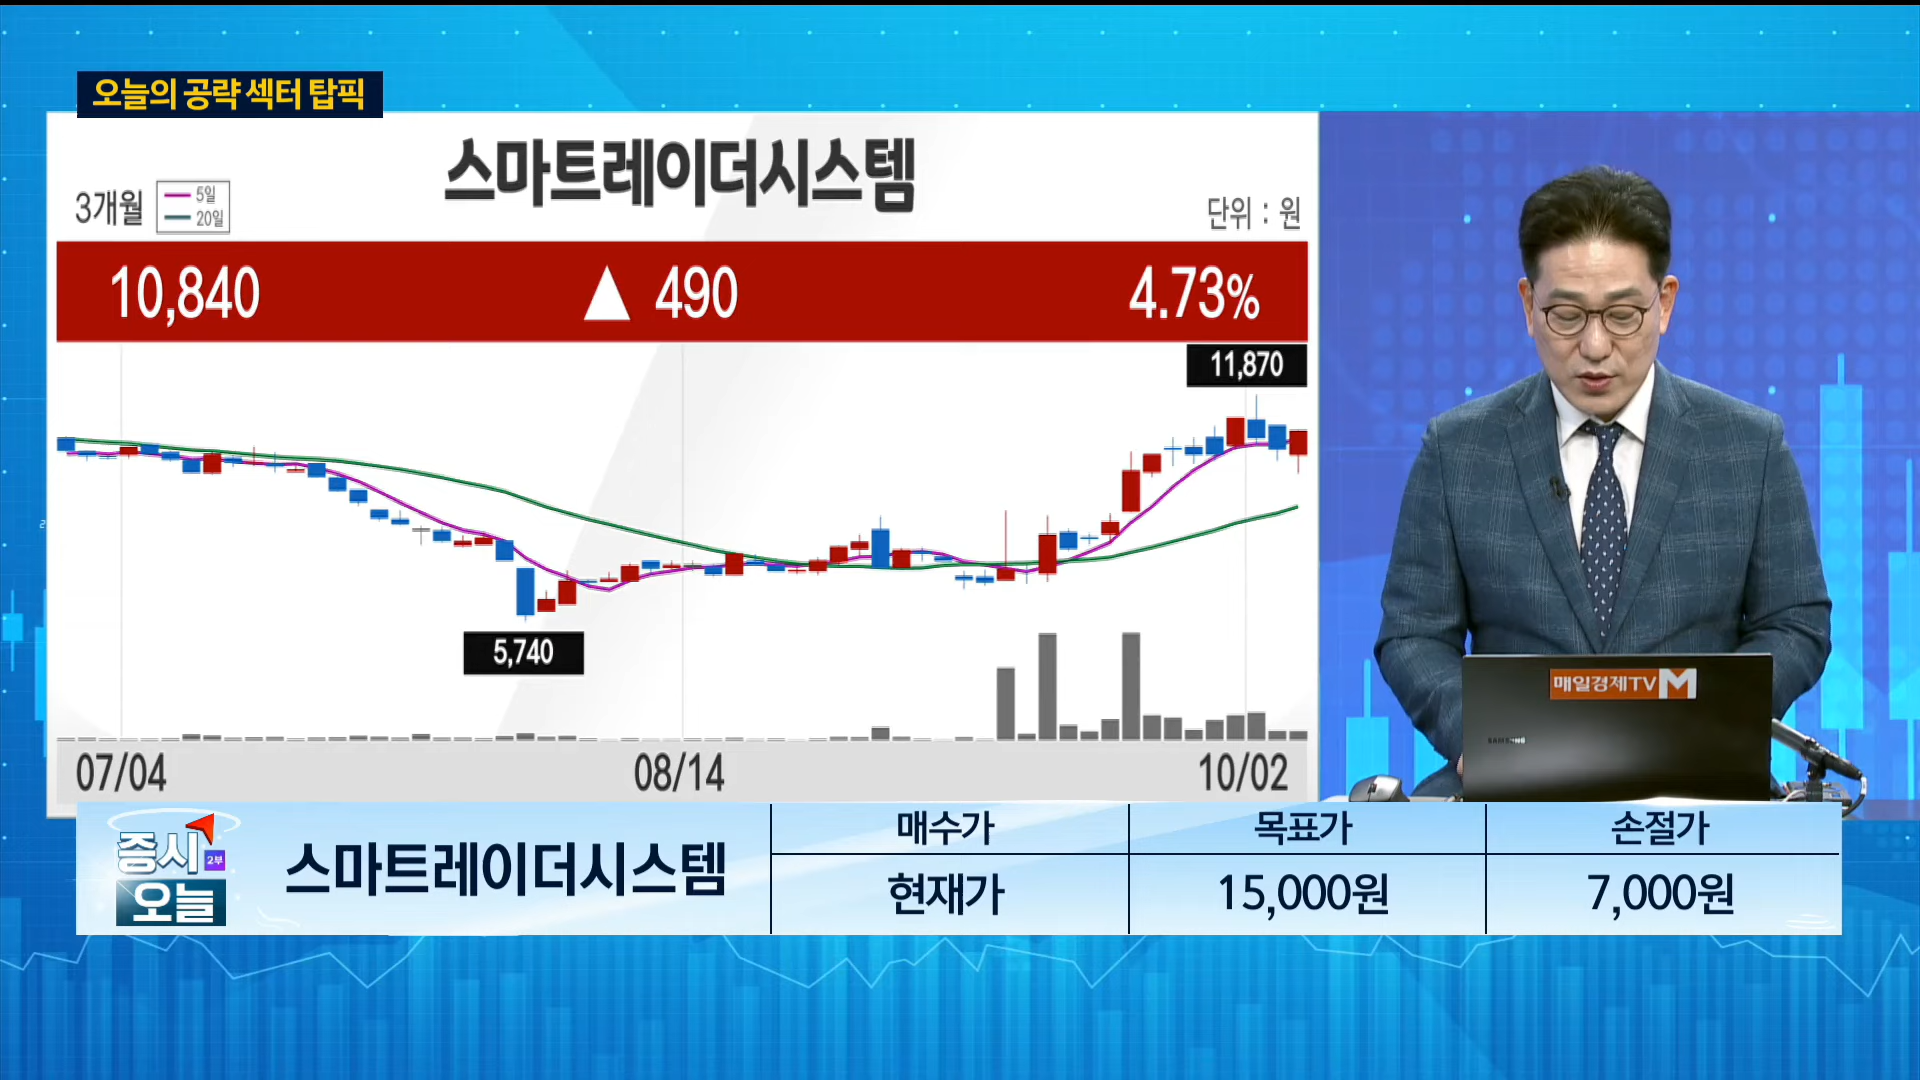 오늘의 공략 섹터 탑픽
스마트레이더시스템
3개월
5일
20일
단위 : 원
10,840 ▲ 490 4.73%
11,870
5,740
07/04 08/14 10/02
매일경제TV M
SAMSUNG
증시 2부
오늘
스마트레이더시스템
매수가 목표가 손절가
현재가 15,000원 7,000원